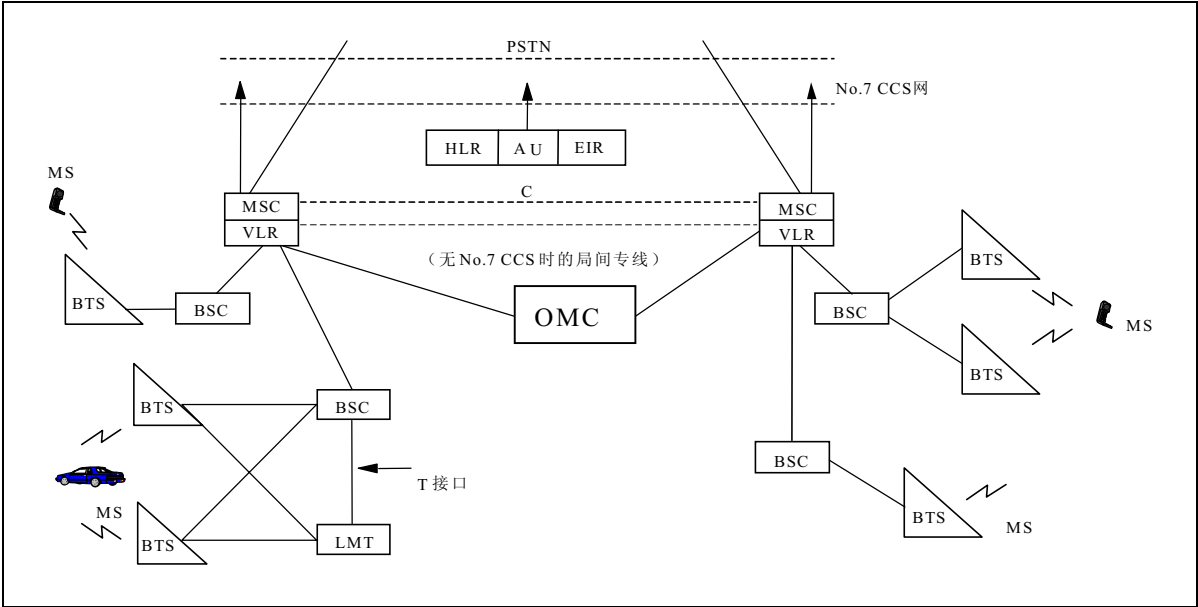 PSTN
No.7 CCS网
HLR AU EIR
MS
C
MSC
VLR
MSC
VLR
（无No.7 CCS时的局间专线）
BTS
BSC
OMC
BSC
BTS
MS
BTS
BTS
BSC
BSC
T接口
MS
BTS
LMT
BTS
MS